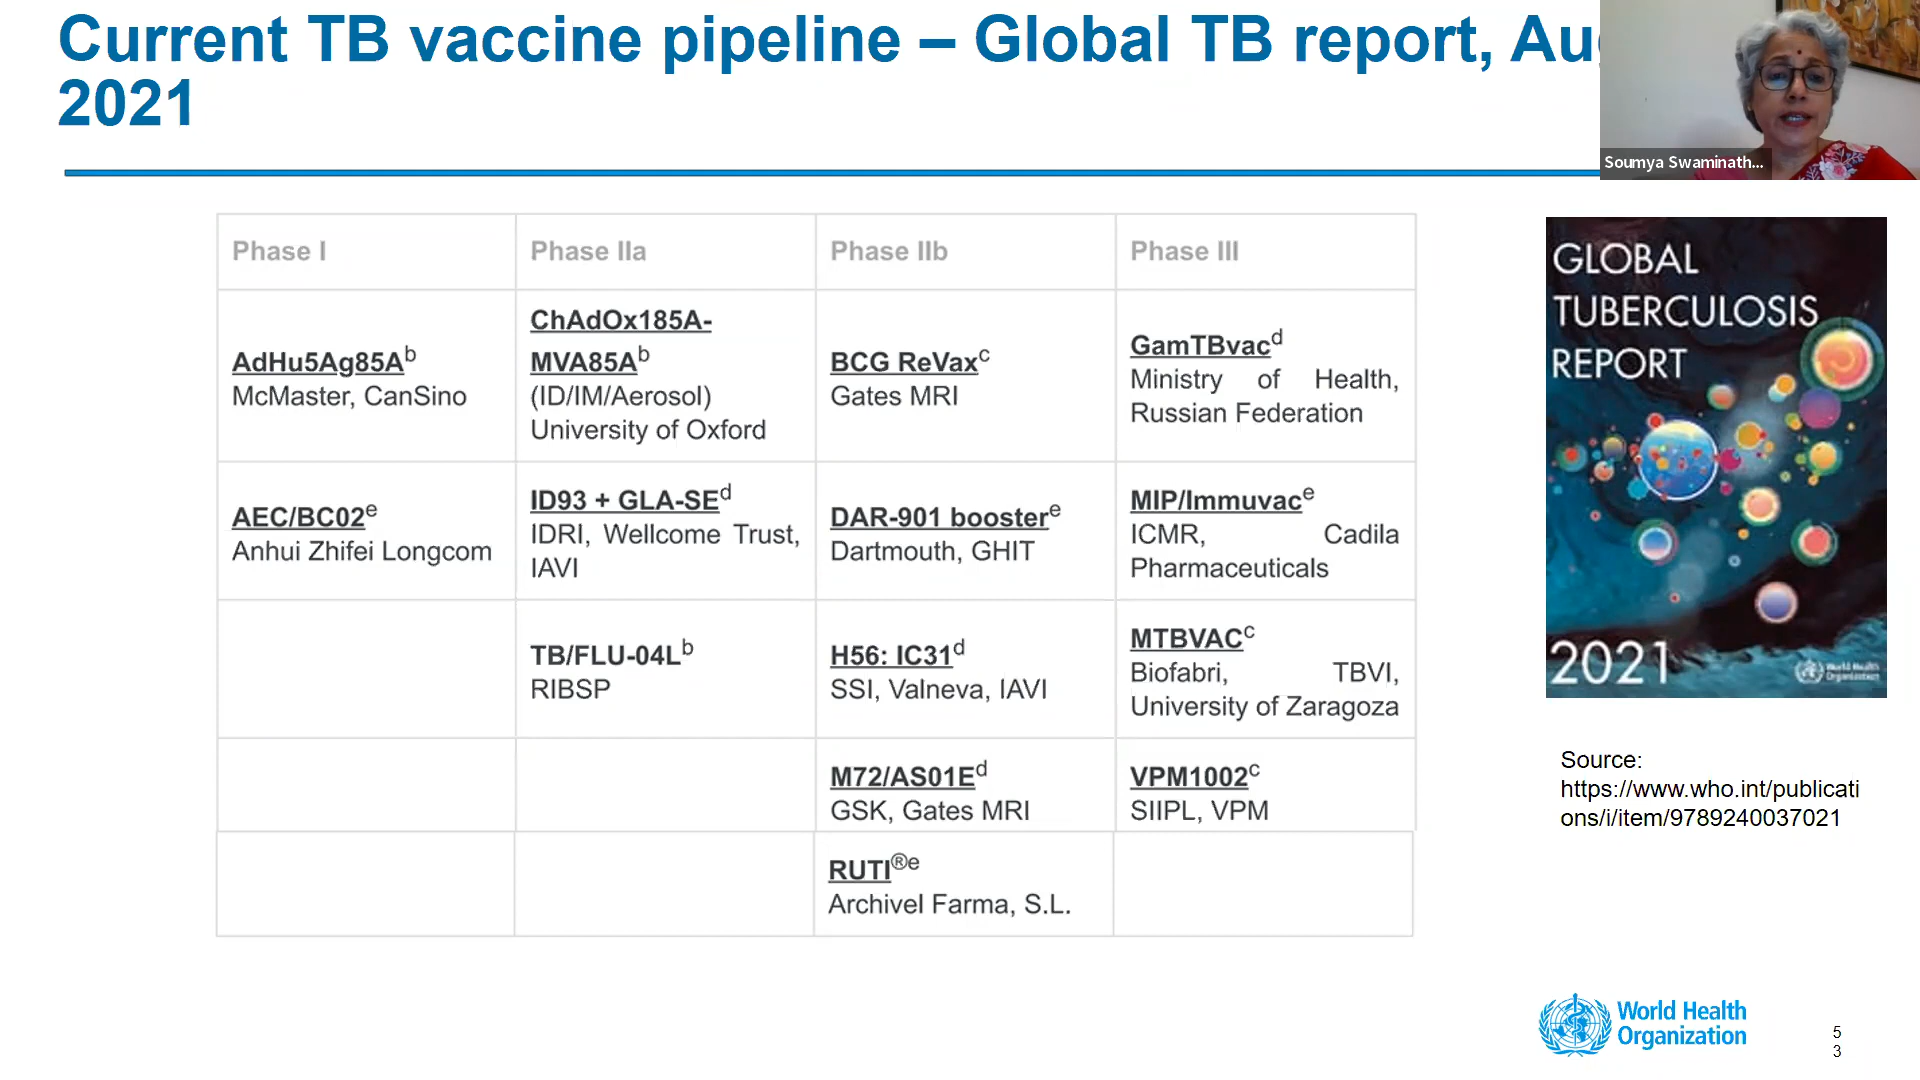 Current TB vaccine pipeline – Global TB report, Au
2021
Soumya Swaminath...
Phase I
Phase IIa
Phase IIb
Phase III
AdHu5Ag85Aᵇ
McMaster, CanSino
ChAdOx185A-
MVA85Aᵇ
(ID/IM/Aerosol)
University of Oxford
BCG ReVaxᶜ
Gates MRI
GamTBvacᵈ
Ministry of Health,
Russian Federation
AEC/BC02ᵉ
Anhui Zhifei Longcom
ID93 + GLA-SEᵈ
IDRI, Wellcome Trust,
IAVI
DAR-901 boosterᵉ
Dartmouth, GHIT
MIP/Immuvacᵉ
ICMR, Cadila
Pharmaceuticals
TB/FLU-04Lᵇ
RIBSP
H56: IC31ᵈ
SSI, Valneva, IAVI
MTBVACᶜ
Biofabri, TBVI,
University of Zaragoza
M72/AS01Eᵈ
GSK, Gates MRI
VPM1002ᶜ
SIIPL, VPM
RUTI®ᵉ
Archivel Farma, S.L.
GLOBAL
TUBERCULOSIS
REPORT
2021
World Health
Organization
Source:
https://www.who.int/publicati
ons/i/item/9789240037021
World Health
Organization
5
3